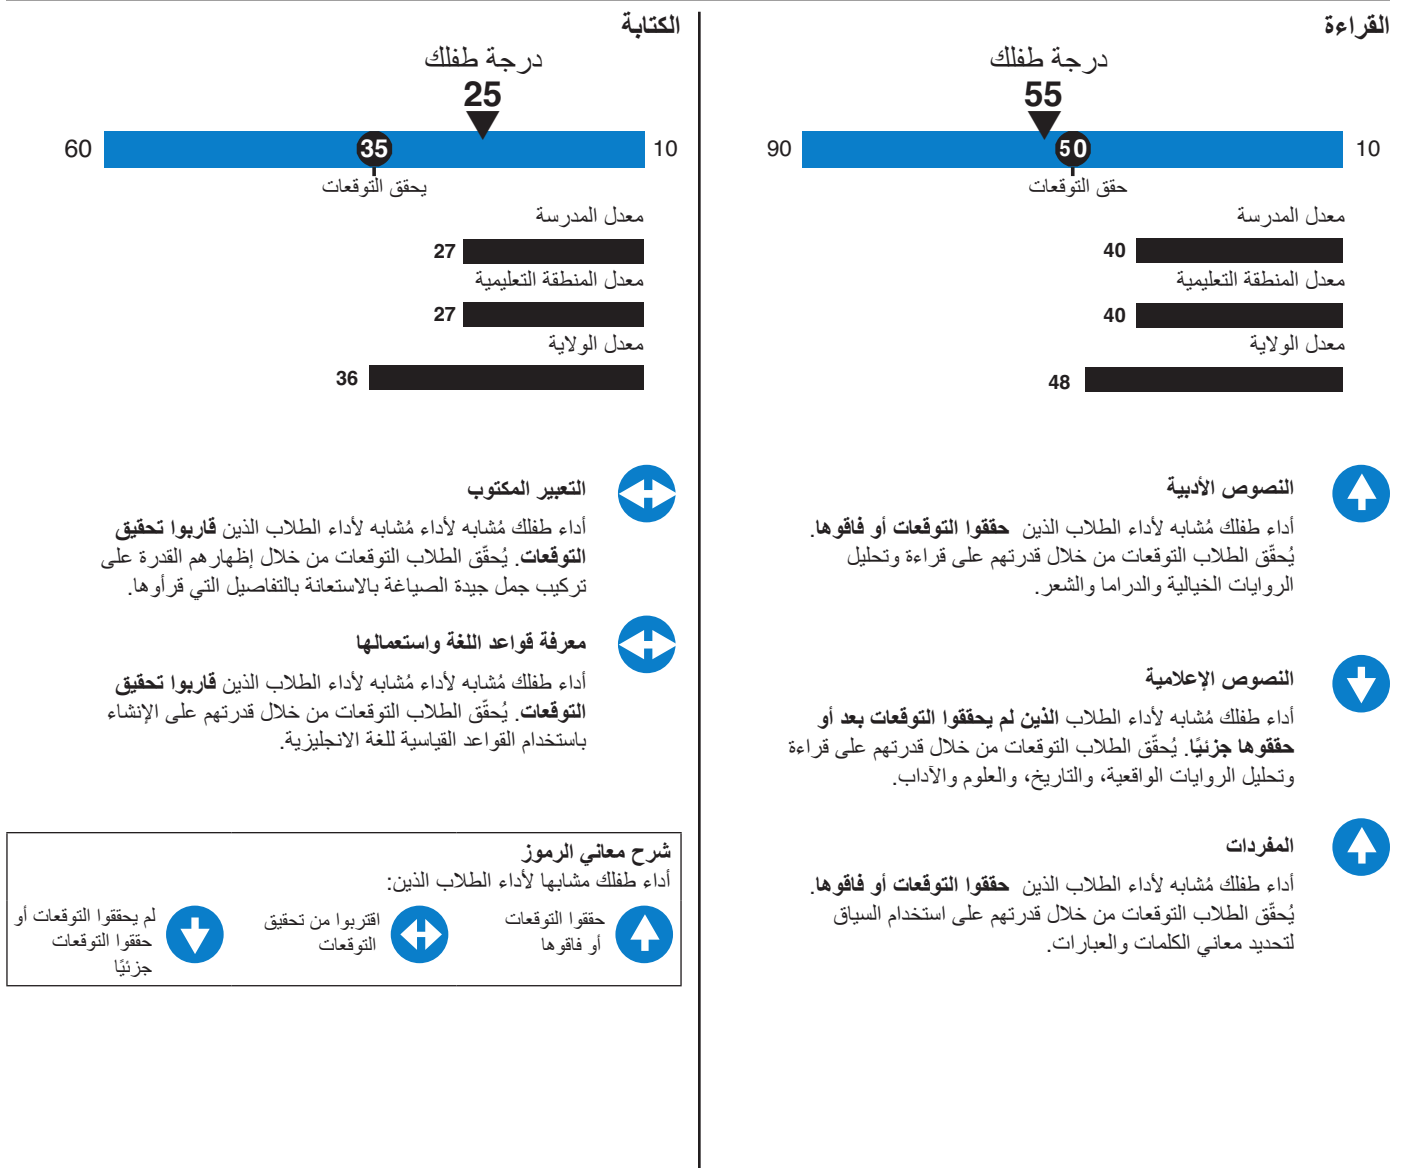 القراءة
درجة طفلك
55
10
50
90
حقق التوقعات
معدل المدرسة
40
معدل المنطقة التعليمية
40
معدل الولاية
48
النصوص الأدبية
أداء طفلك مُشابه لأداء الطلاب الذين حققوا التوقعات أو فاقوها.
يُحقّق الطلاب التوقعات من خلال قدرتهم على قراءة وتحليل
الروايات الخيالية والدراما والشعر.
النصوص الإعلامية
أداء طفلك مُشابه لأداء الطلاب الذين لم يحققوا التوقعات بعد أو
حققوها جزئيًا. يُحقّق الطلاب التوقعات من خلال قدرتهم على قراءة
وتحليل الروايات الواقعية، والتاريخ، والعلوم والآداب.
المفردات
أداء طفلك مُشابه لأداء الطلاب الذين حققوا التوقعات أو فاقوها.
يُحقّق الطلاب التوقعات من خلال قدرتهم على استخدام السياق
لتحديد معاني الكلمات والعبارات.
الكتابة
درجة طفلك
25
10
35
60
يحقق التوقعات
معدل المدرسة
27
معدل المنطقة التعليمية
27
معدل الولاية
36
التعبير المكتوب
أداء طفلك مُشابه لأداء مُشابه لأداء الطلاب الذين قاربوا تحقيق
التوقعات. يُحقّق الطلاب التوقعات من خلال إظهارهم القدرة على
تركيب جمل جيدة الصياغة بالاستعانة بالتفاصيل التي قرأوها.
معرفة قواعد اللغة واستعمالها
أداء طفلك مُشابه لأداء مُشابه لأداء الطلاب الذين قاربوا تحقيق
التوقعات. يُحقّق الطلاب التوقعات من خلال قدرتهم على الإنشاء
باستخدام القواعد القياسية للغة الانجليزية.
شرح معاني الرموز
أداء طفلك مشابها لأداء الطلاب الذين:
حققوا التوقعات
أو فاقوها
اقتربوا من تحقيق
التوقعات
لم يحققوا التوقعات أو
حققوا التوقعات
جزئيًا